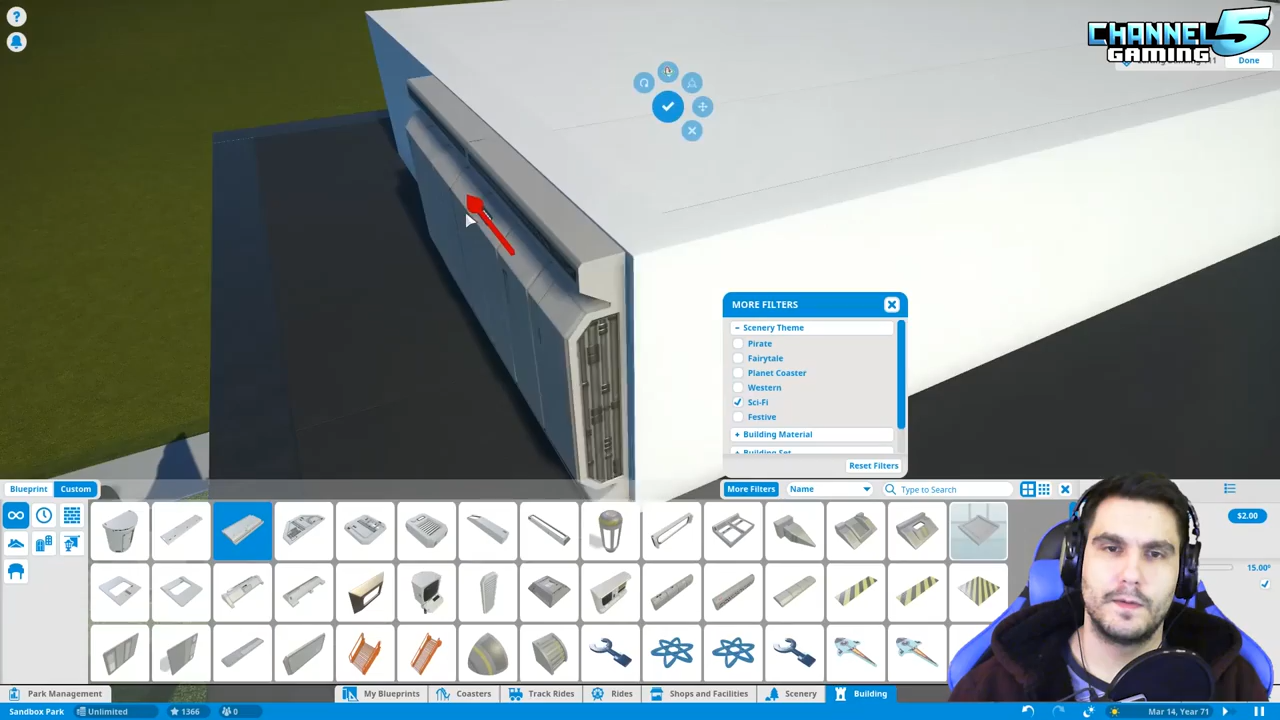 CHANNEL 5
GAMING
Done
MORE FILTERS
− Scenery Theme
Pirate
Fairytale
Planet Coaster
Western
Sci-Fi
Festive
+ Building Material
Reset Filters
Blueprint Custom
More Filters Name Type to Search
$2.00
15.00°
Park Management My Blueprints Coasters Track Rides Rides Shops and Facilities Scenery Building
Sandbox Park Unlimited 1366 0 Mar 14, Year 71